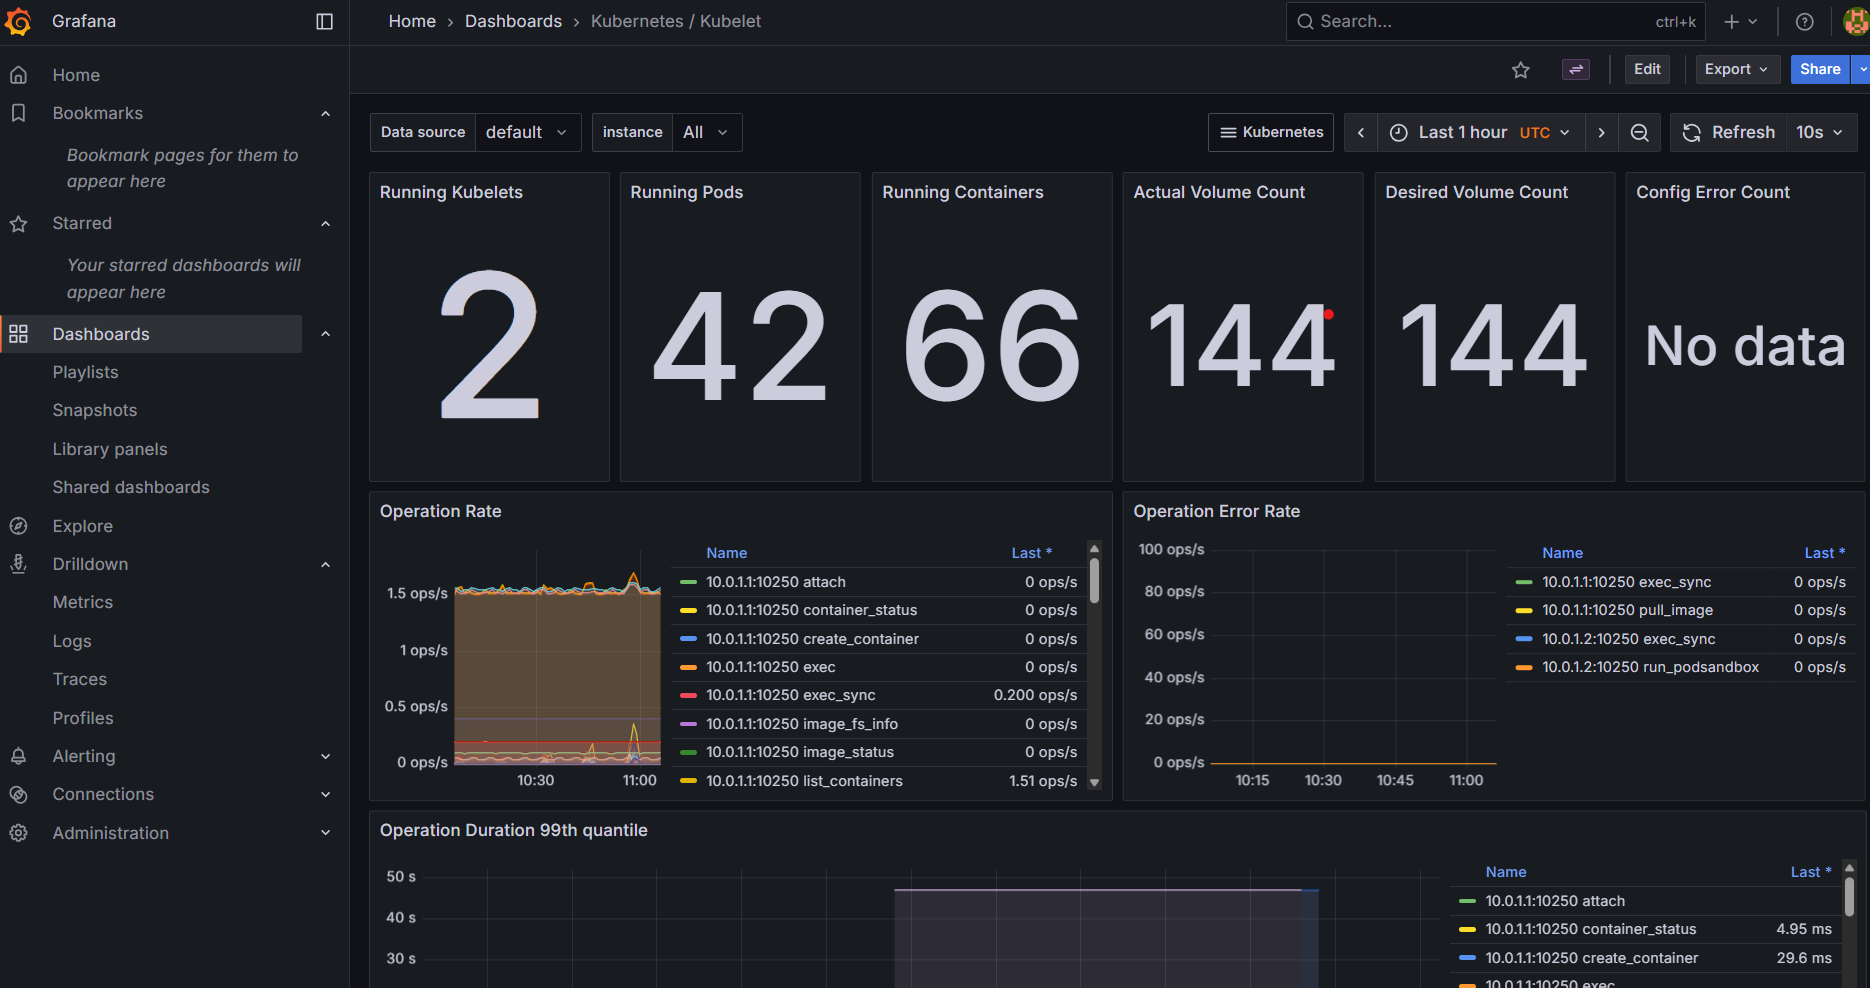 Grafana
Home › Dashboards › Kubernetes / Kubelet
Search...
ctrl+k
Edit
Export
Share
Home
Bookmarks
Bookmark pages for them to
appear here
Starred
Your starred dashboards will
appear here
Dashboards
Playlists
Snapshots
Library panels
Shared dashboards
Explore
Drilldown
Metrics
Logs
Traces
Profiles
Alerting
Connections
Administration
Data source
default
instance
All
Kubernetes
Last 1 hour UTC
Refresh
10s
Running Kubelets
2
Running Pods
42
Running Containers
66
Actual Volume Count
144
Desired Volume Count
144
Config Error Count
No data
Operation Rate
1.5 ops/s
1 ops/s
0.5 ops/s
0 ops/s
10:30
11:00
Name Last *
10.0.1.1:10250 attach 0 ops/s
10.0.1.1:10250 container_status 0 ops/s
10.0.1.1:10250 create_container 0 ops/s
10.0.1.1:10250 exec 0 ops/s
10.0.1.1:10250 exec_sync 0.200 ops/s
10.0.1.1:10250 image_fs_info 0 ops/s
10.0.1.1:10250 image_status 0 ops/s
10.0.1.1:10250 list_containers 1.51 ops/s
Operation Error Rate
100 ops/s
80 ops/s
60 ops/s
40 ops/s
20 ops/s
0 ops/s
10:15
10:30
10:45
11:00
Name Last *
10.0.1.1:10250 exec_sync 0 ops/s
10.0.1.1:10250 pull_image 0 ops/s
10.0.1.2:10250 exec_sync 0 ops/s
10.0.1.2:10250 run_podsandbox 0 ops/s
Operation Duration 99th quantile
50 s
40 s
30 s
Name Last *
10.0.1.1:10250 attach
10.0.1.1:10250 container_status 4.95 ms
10.0.1.1:10250 create_container 29.6 ms
10.0.1.1:10250 exec